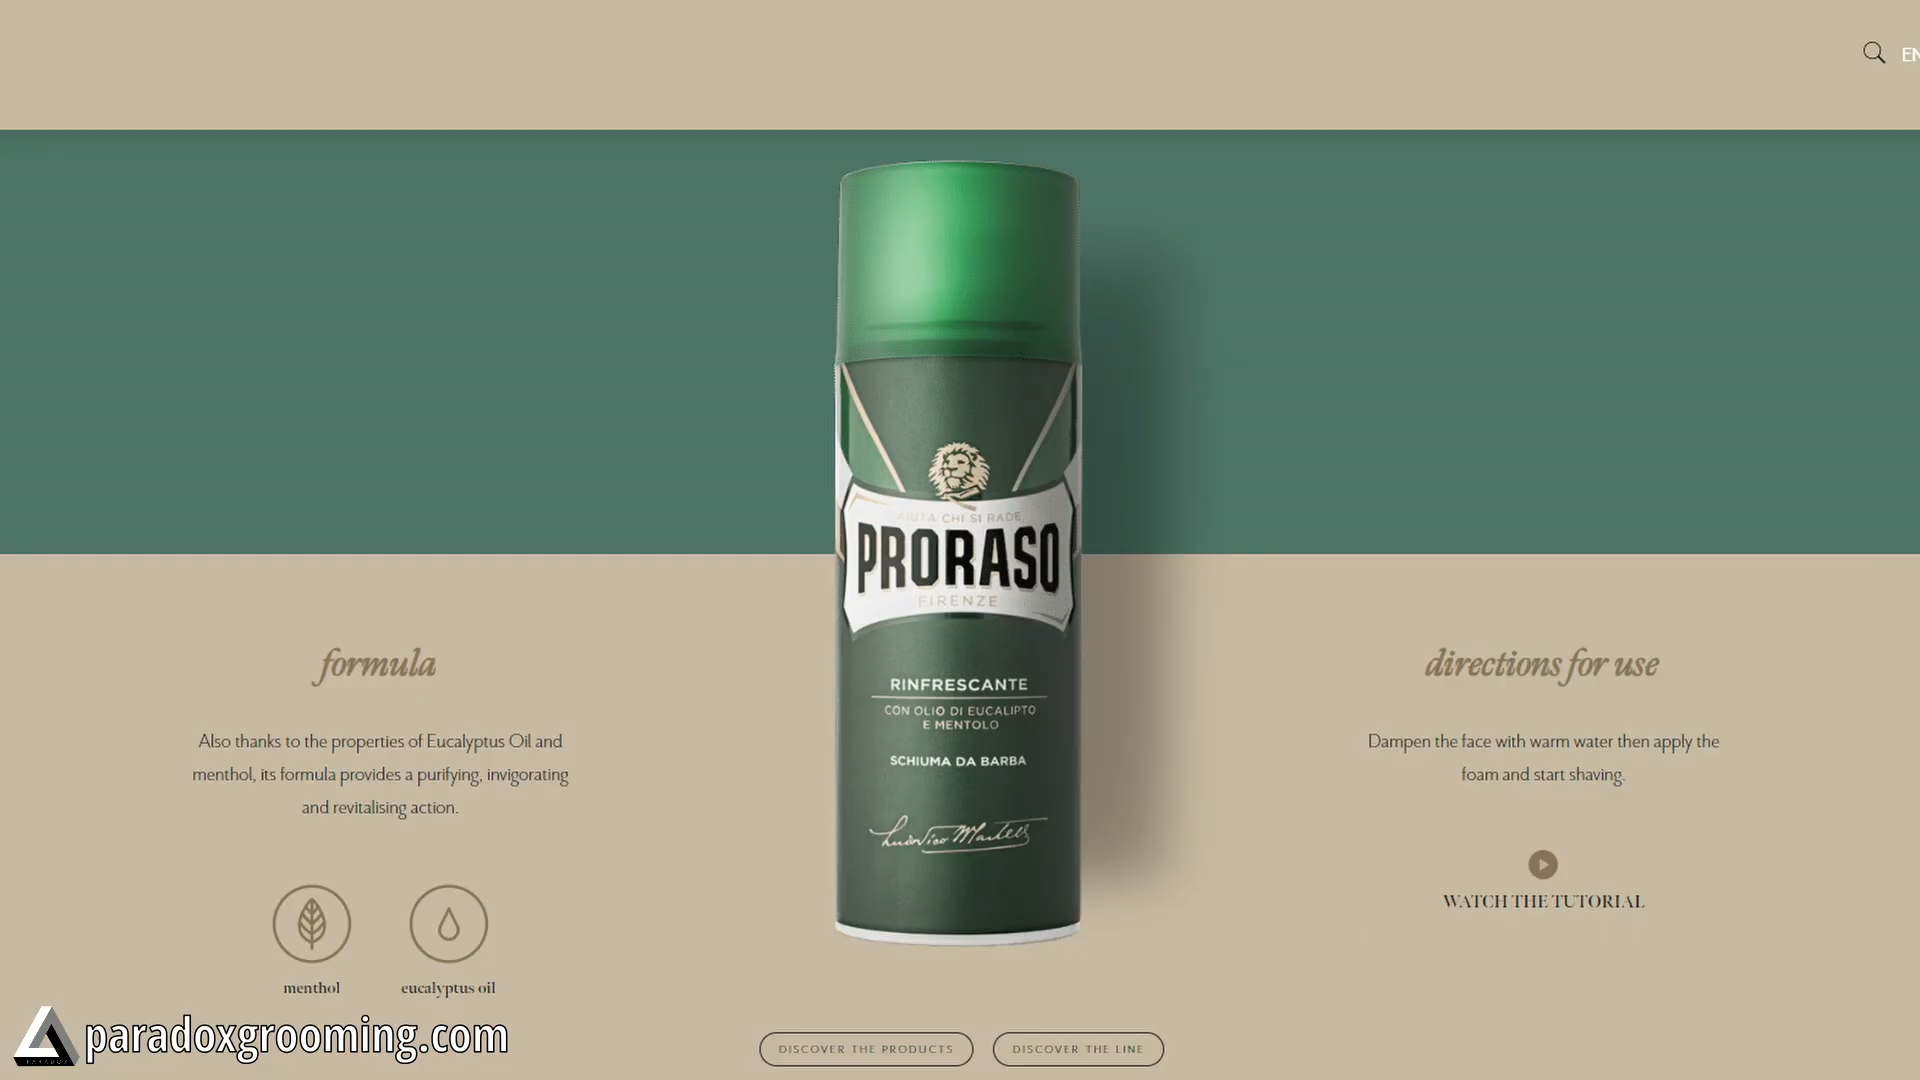 EN
CHI SI RADE
PRORASO
FIRENZE
RINFRESCANTE
CON OLIO DI EUCALIPTO
E MENTOLO
SCHIUMA DA BARBA
Ludovico Martelli
formula
Also thanks to the properties of Eucalyptus Oil and
menthol, its formula provides a purifying, invigorating
and revitalising action.
menthol
eucalyptus oil
directions for use
Dampen the face with warm water then apply the
foam and start shaving.
WATCH THE TUTORIAL
DISCOVER THE PRODUCTS
DISCOVER THE LINE
PARADOX
paradoxgrooming.com